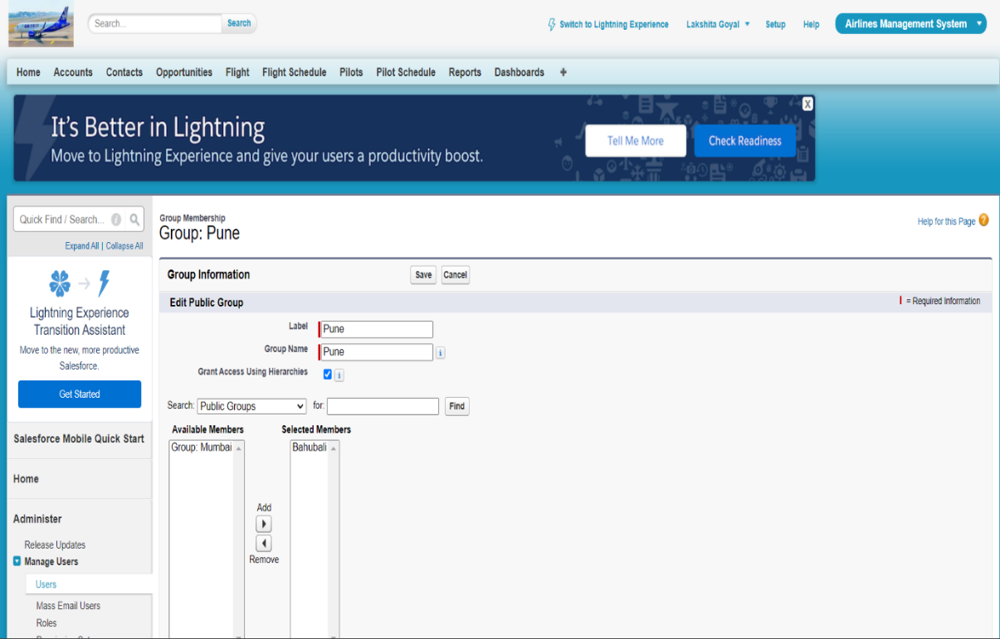 Search...
Search
Switch to Lightning Experience
Lakshita Goyal
Setup
Help
Airlines Management System
Home Accounts Contacts Opportunities Flight Flight Schedule Pilots Pilot Schedule Reports Dashboards +
It's Better in Lightning
Move to Lightning Experience and give your users a productivity boost.
Tell Me More
Check Readiness
X
Quick Find / Search...
Expand All | Collapse All
Lightning Experience
Transition Assistant
Move to the new, more productive
Salesforce.
Get Started
Salesforce Mobile Quick Start
Home
Administer
Release Updates
Manage Users
Users
Mass Email Users
Roles
Group Membership
Group: Pune
Help for this Page ?
Group Information
Save
Cancel
Edit Public Group
= Required Information
Label
Pune
Group Name
Pune
i
Grant Access Using Hierarchies
i
Search: Public Groups for: Find
Available Members
Selected Members
Group: Mumbai
Bahubali
Add
Remove